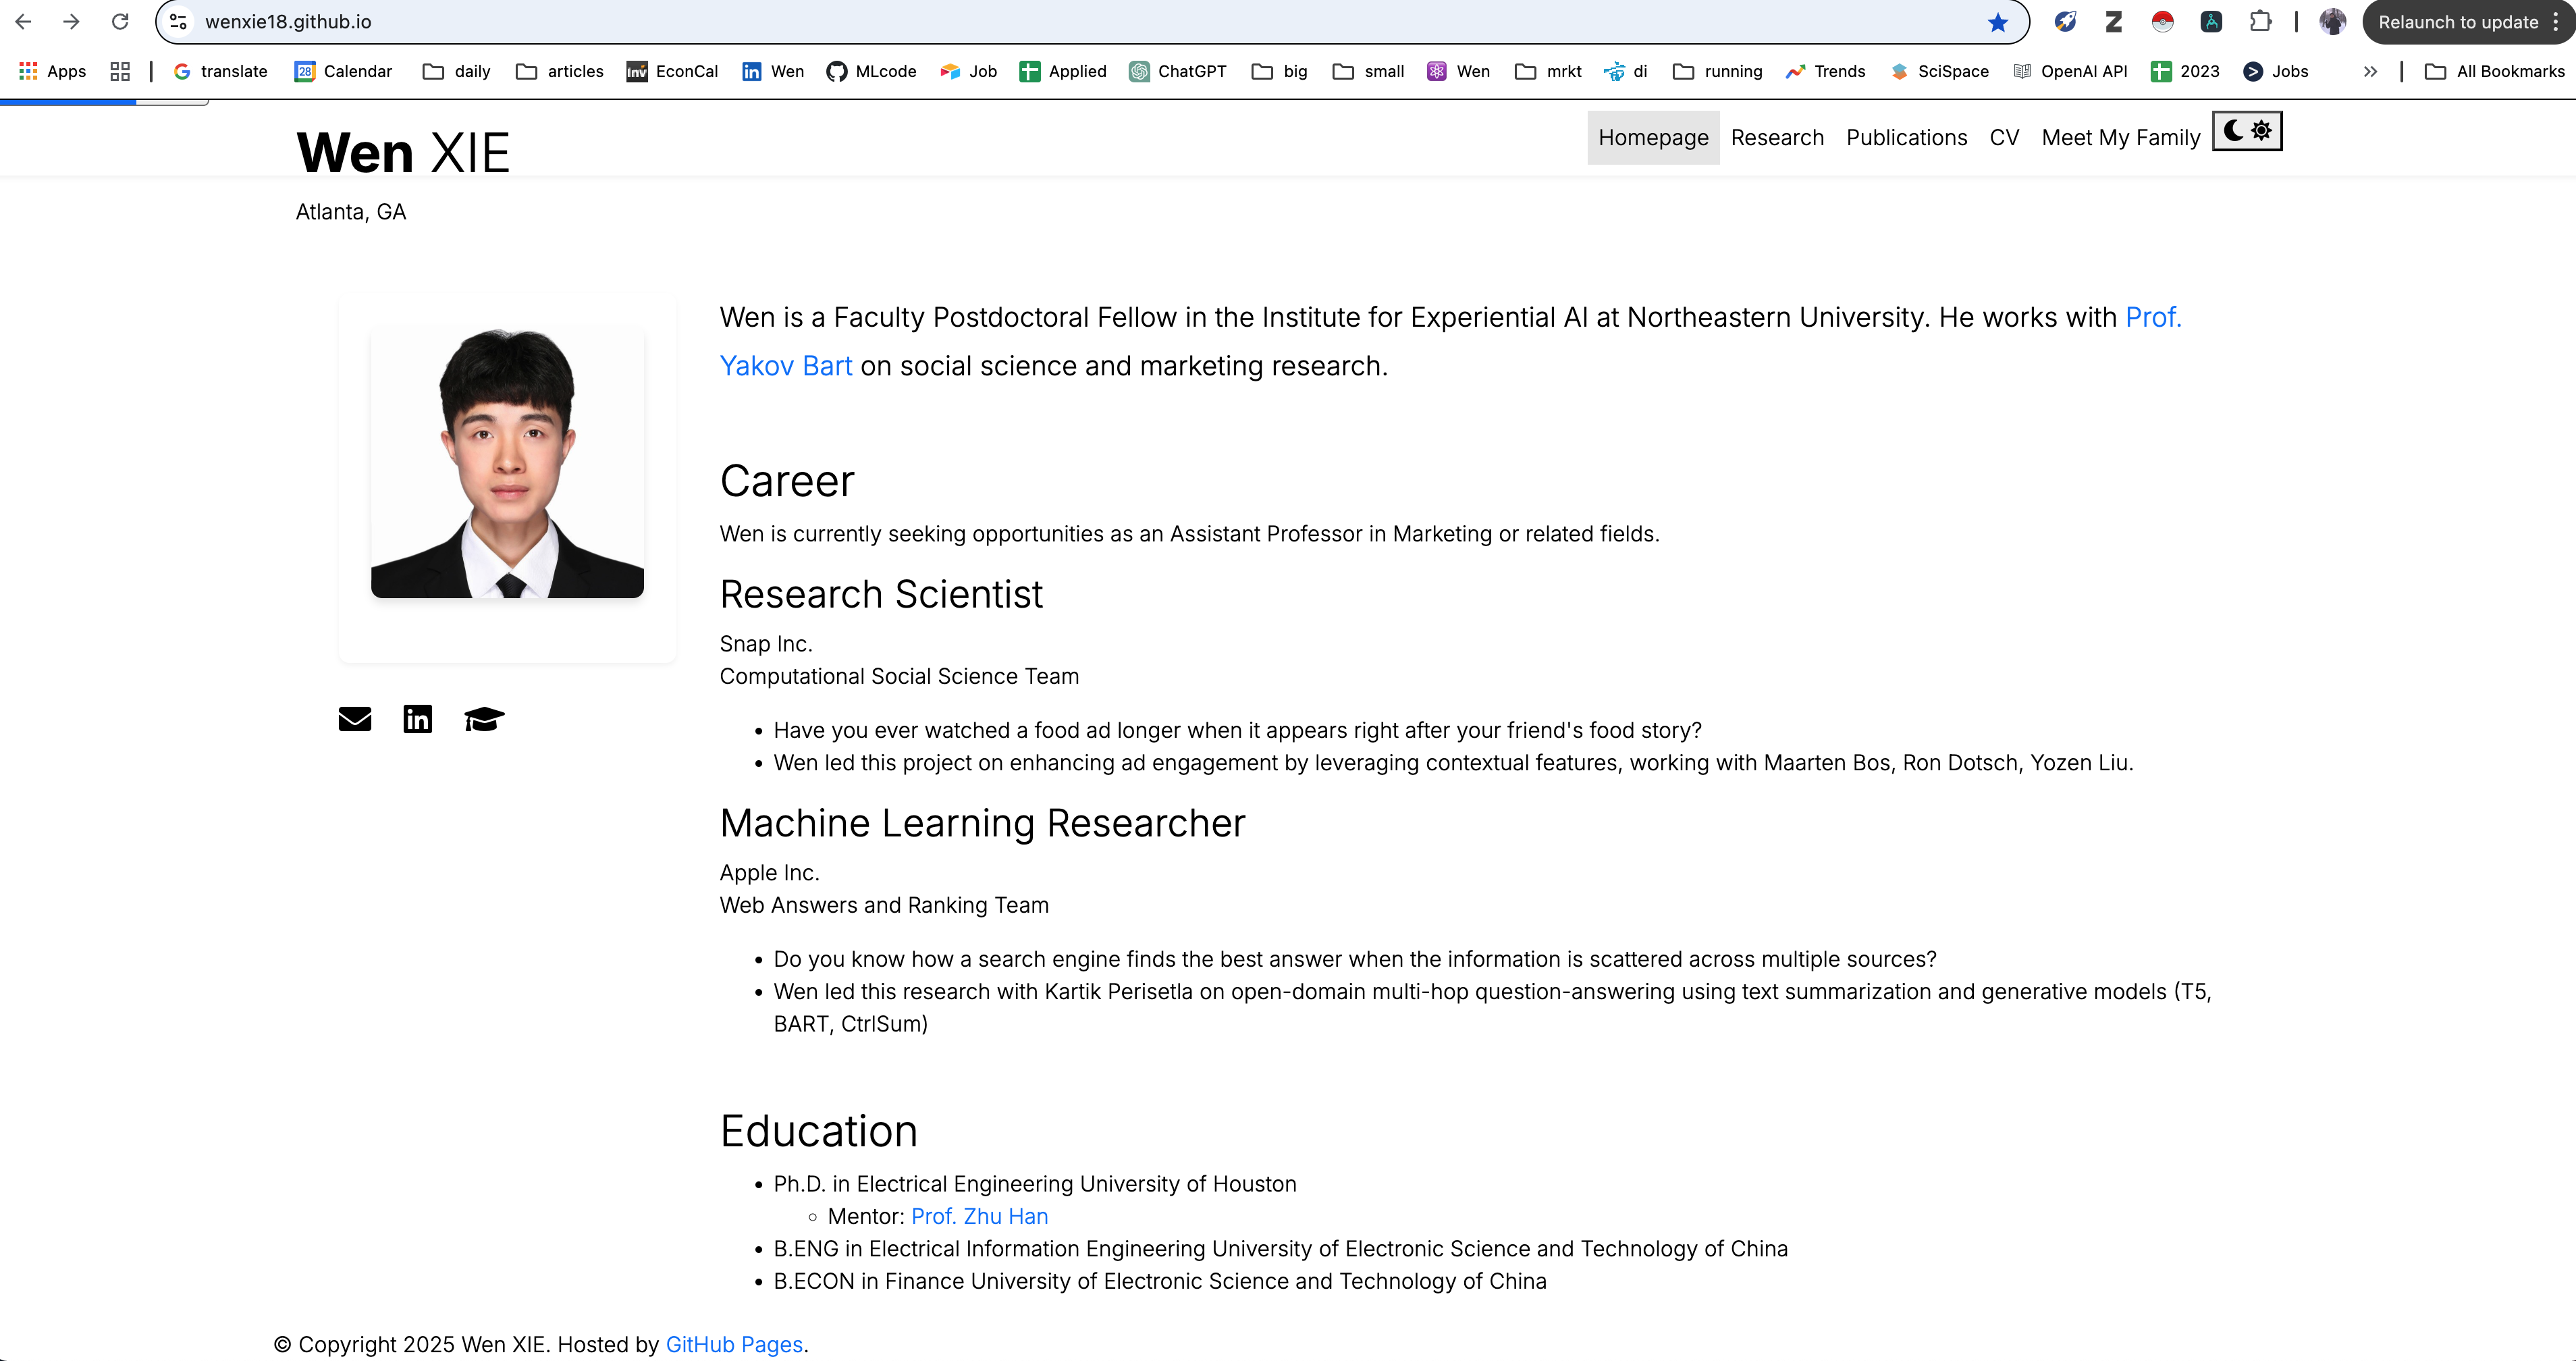 wenxie18.github.io
Relaunch to update
Apps
translate
28
Calendar
daily
articles
Inv
EconCal
in
Wen
MLcode
Job
Applied
ChatGPT
big
small
Wen
mrkt
di
running
Trends
SciSpace
OpenAI API
2023
Jobs
All Bookmarks
Wen XIE
Homepage
Research
Publications
CV
Meet My Family
Atlanta, GA
Wen is a Faculty Postdoctoral Fellow in the Institute for Experiential AI at Northeastern University. He works with Prof.
Yakov Bart on social science and marketing research.
Career
Wen is currently seeking opportunities as an Assistant Professor in Marketing or related fields.
Research Scientist
Snap Inc.
Computational Social Science Team
in
• Have you ever watched a food ad longer when it appears right after your friend's food story?
• Wen led this project on enhancing ad engagement by leveraging contextual features, working with Maarten Bos, Ron Dotsch, Yozen Liu.
Machine Learning Researcher
Apple Inc.
Web Answers and Ranking Team
• Do you know how a search engine finds the best answer when the information is scattered across multiple sources?
• Wen led this research with Kartik Perisetla on open-domain multi-hop question-answering using text summarization and generative models (T5,
BART, CtrlSum)
Education
• Ph.D. in Electrical Engineering University of Houston
◦ Mentor: Prof. Zhu Han
• B.ENG in Electrical Information Engineering University of Electronic Science and Technology of China
• B.ECON in Finance University of Electronic Science and Technology of China
© Copyright 2025 Wen XIE. Hosted by GitHub Pages.